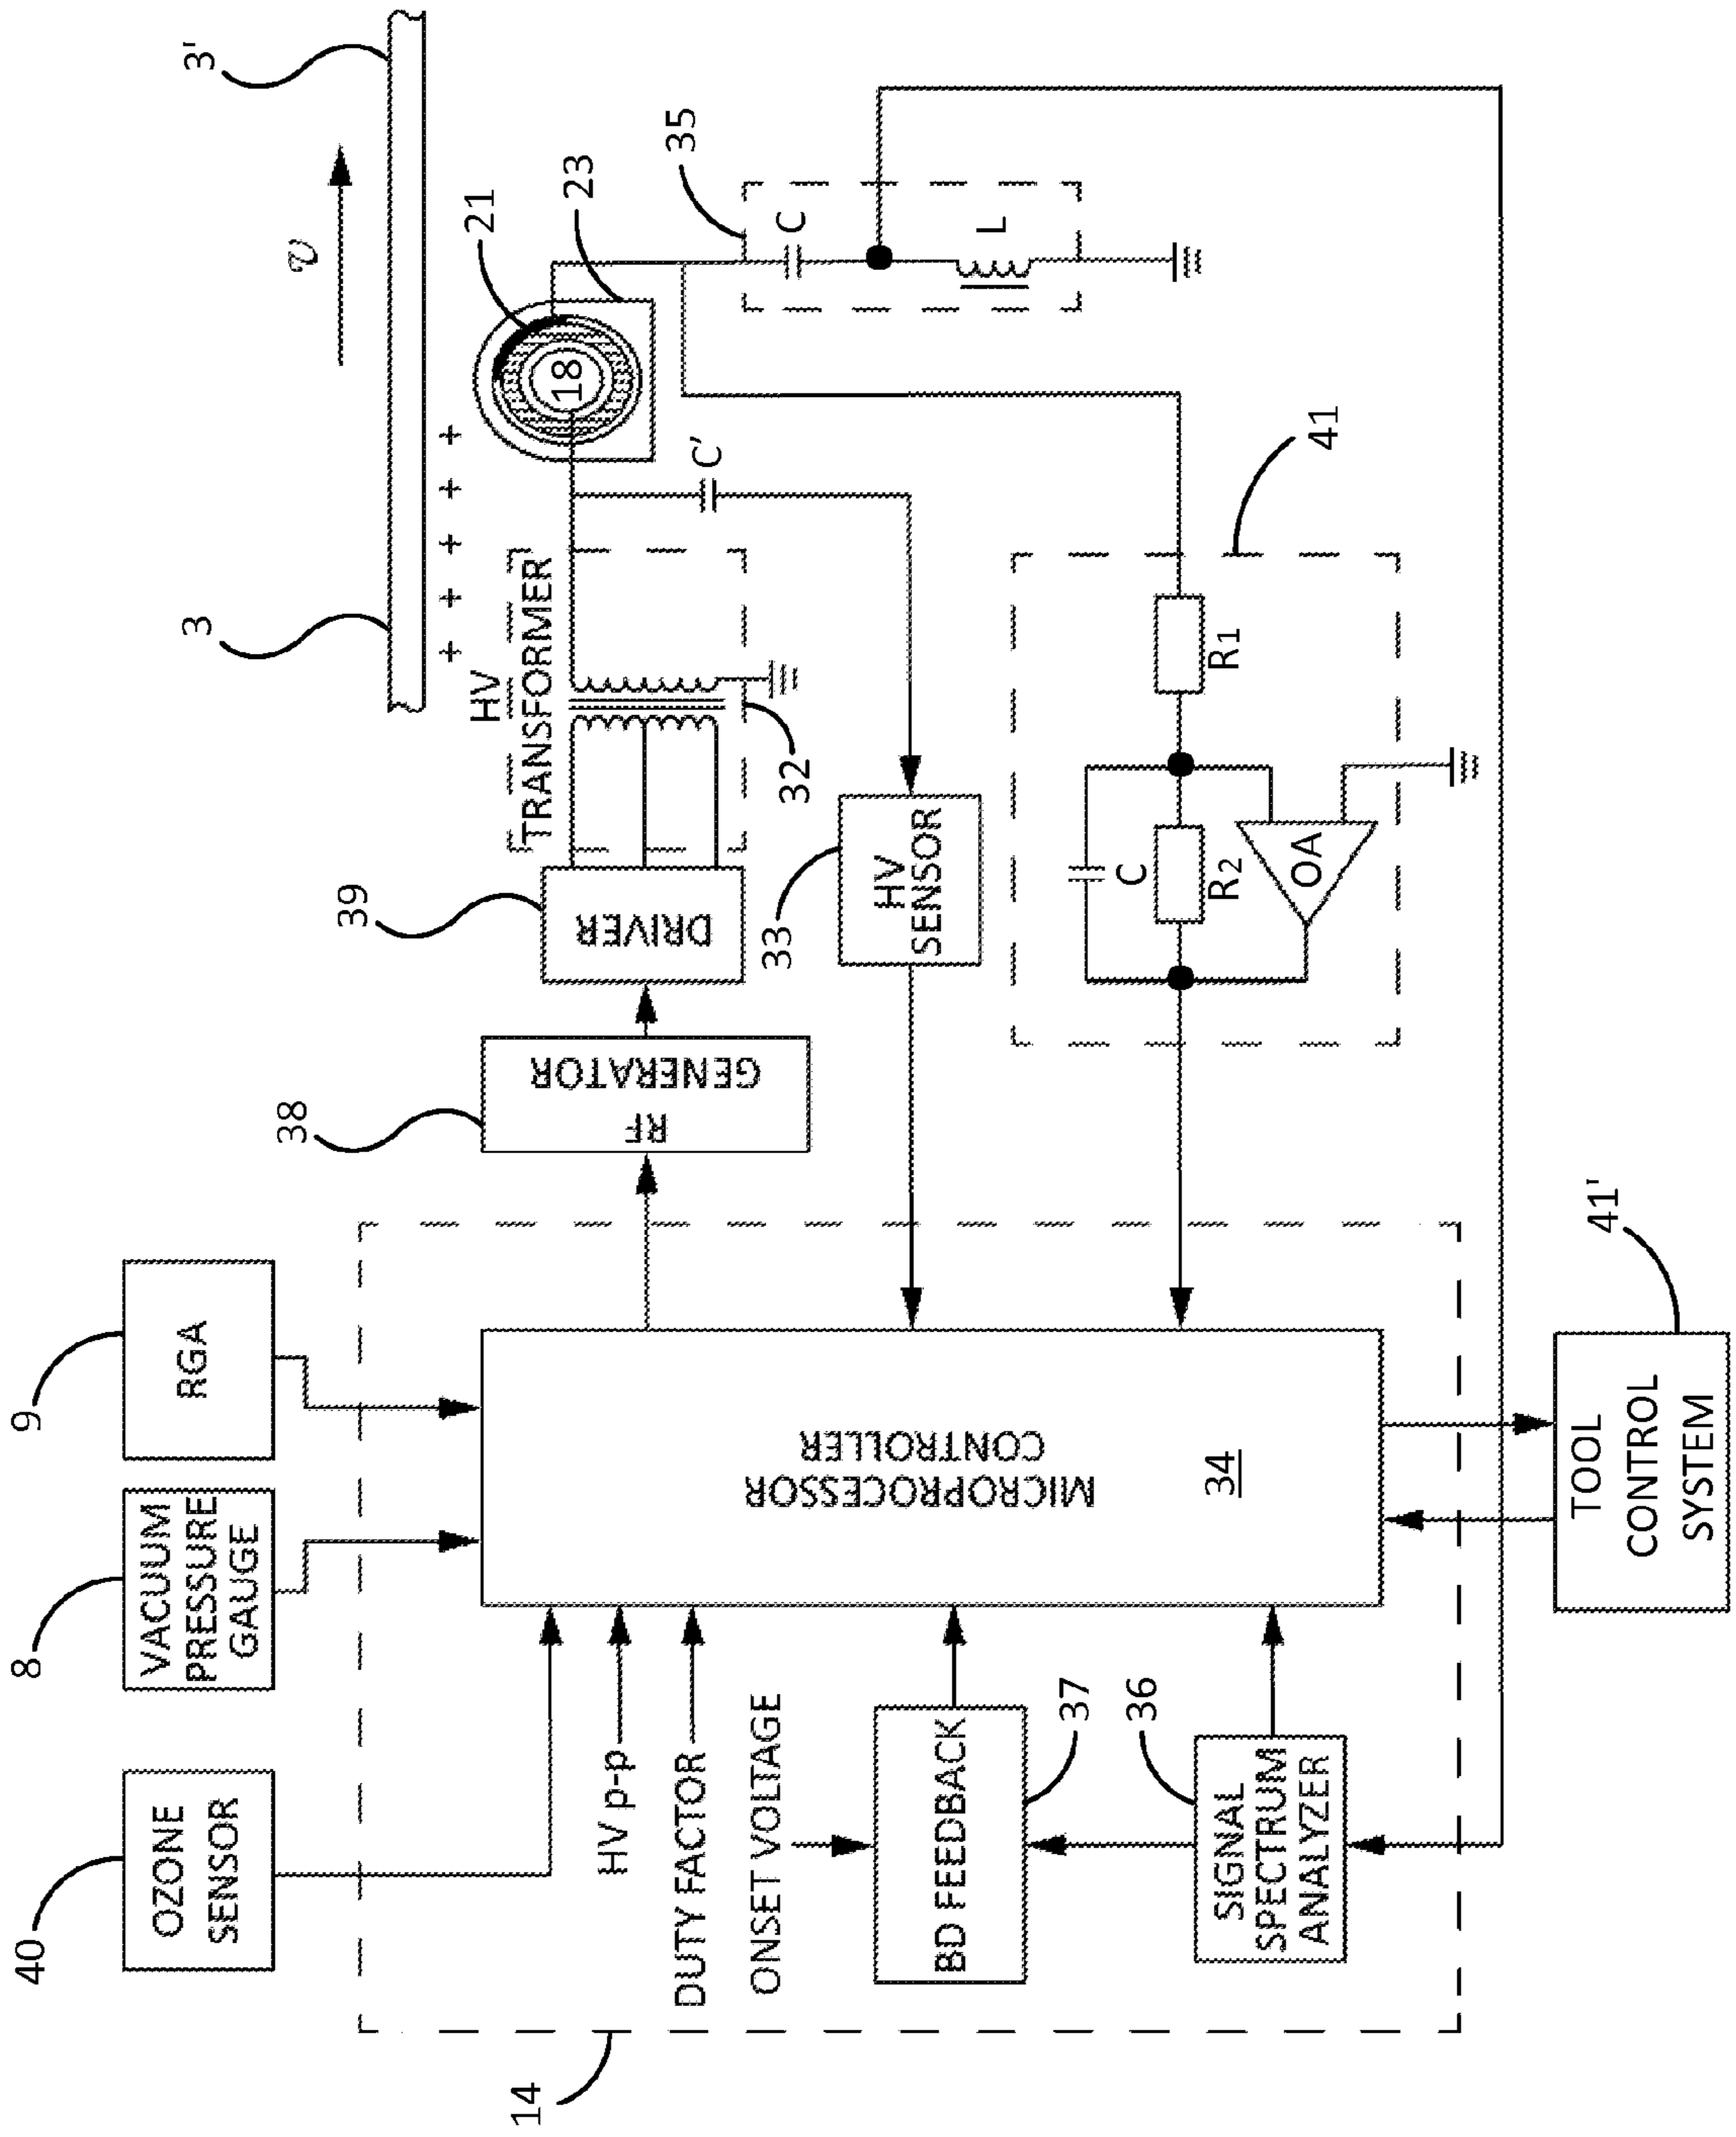 40
OZONE
SENSOR
8
VACUUM
PRESSURE
GAUGE
9
RGA
14
HV p-p
DUTY FACTOR
ONSET VOLTAGE
BD FEEDBACK
37
36
SIGNAL
SPECTRUM
ANALYZER
MICROPROCESSOR
CONTROLLER
34
TOOL
CONTROL
SYSTEM
41'
38
RF
GENERATOR
39
DRIVER
HV
TRANSFORMER
32
33
HV
SENSOR
C'
3
+ + + + +
υ
3'
18
21
23
35
C
L
41
R1
C
R2
OA